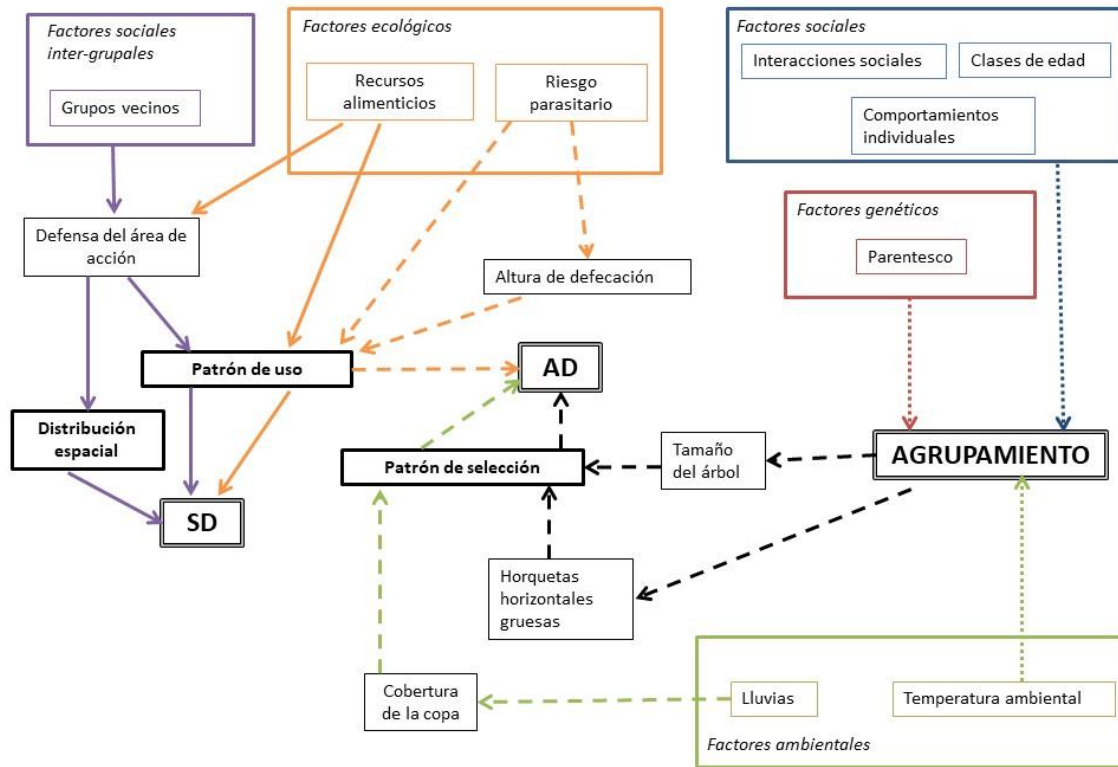 Factores sociales
inter-grupales
Grupos vecinos
Factores ecológicos
Recursos
alimenticios
Riesgo
parasitario
Factores sociales
Interacciones sociales
Clases de edad
Comportamientos
individuales
Factores genéticos
Parentesco
Defensa del área de
acción
Altura de defecación
Patrón de uso
AD
Distribución
espacial
Patrón de selección
Tamaño
del árbol
AGRUPAMIENTO
SD
Horquetas
horizontales
gruesas
Cobertura
de la copa
Lluvias
Temperatura ambiental
Factores ambientales